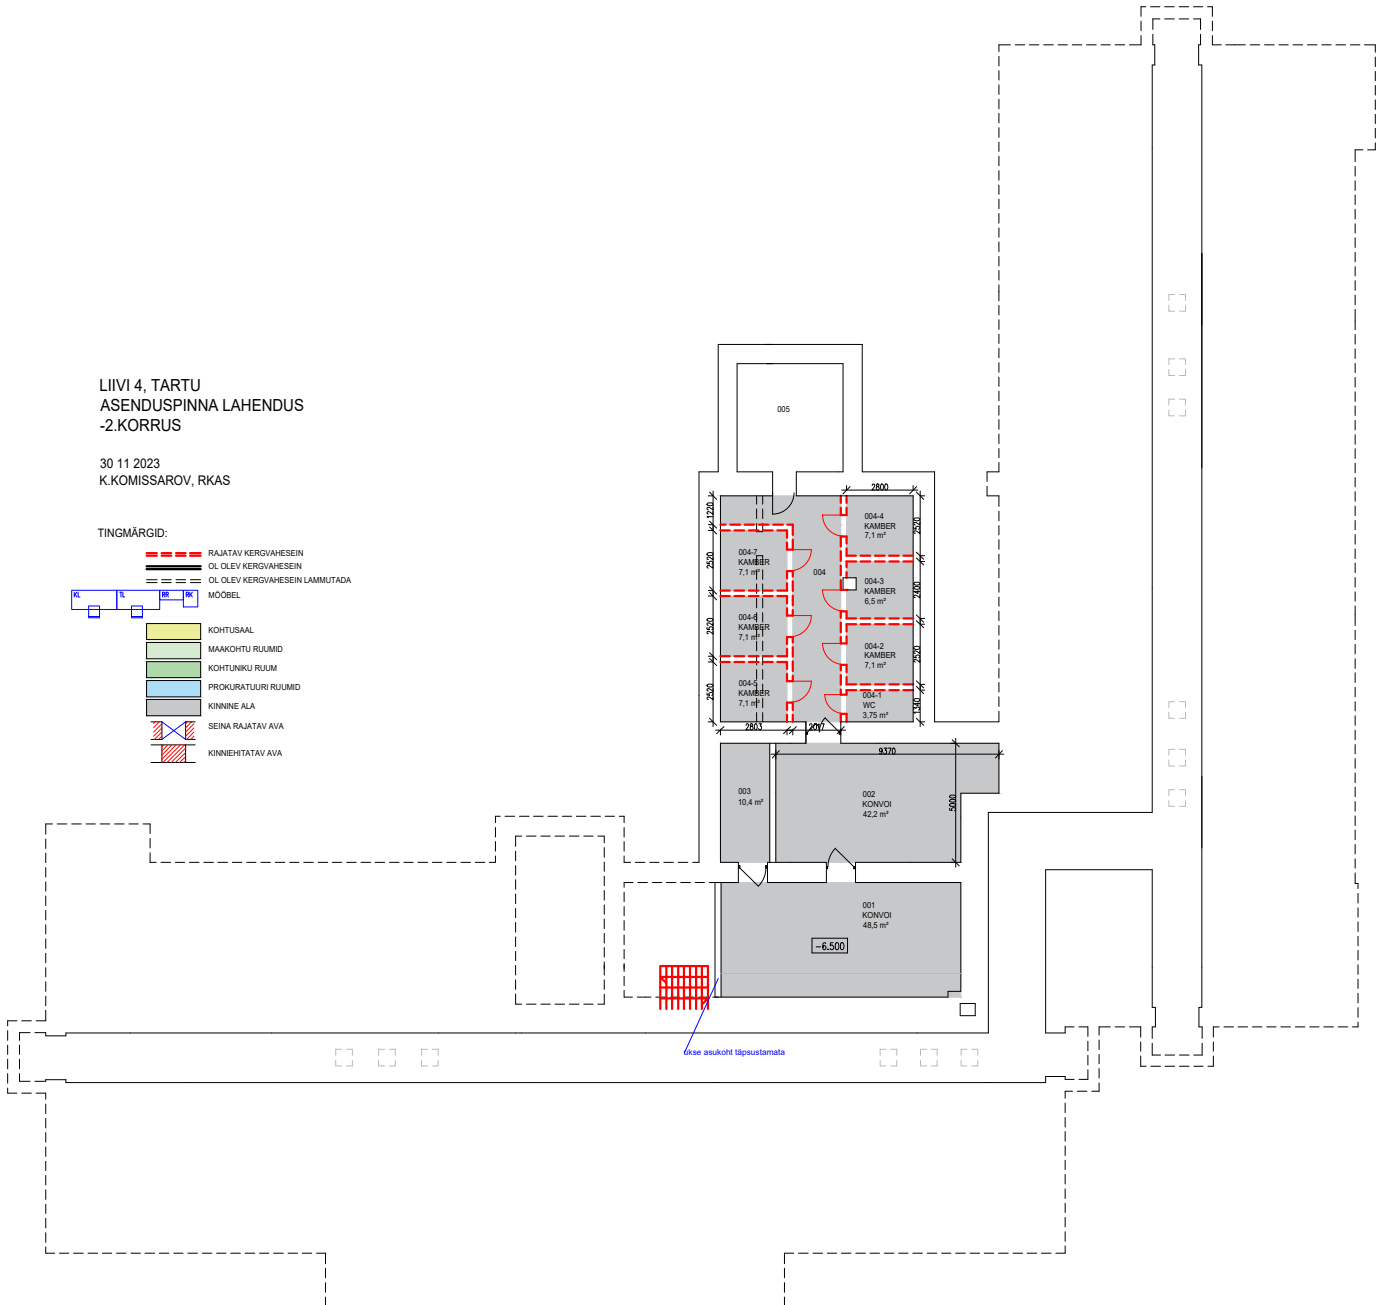 LIIVI 4, TARTU
ASENDUSPINNA LAHENDUS
-2.KORRUS
30 11 2023
K.KOMISSAROV, RKAS
TINGMÄRGID:
RAJATAV KERGVAHESEIN
OL OLEV KERGVAHESEIN
OL OLEV KERGVAHESEIN LAMMUTADA
KL TL RR RK MÖÖBEL
KOHTUSAAL
MAAKOHTU RUUMID
KOHTUNIKU RUUM
PROKURATUURI RUUMID
KINNINE ALA
SEINA RAJATAV AVA
KINNIEHITATAV AVA
005
2800
1220
2520
2520
2520
004-4
KAMBER
7,1 m²
2520
004-7
KAMBER
7,1 m²
004
004-3
KAMBER
6,5 m²
2400
004-6
KAMBER
7,1 m²
004-2
KAMBER
7,1 m²
2520
004-5
KAMBER
7,1 m²
004-1
WC
3,75 m²
1340
2803
2017
9370
5000
003
10,4 m²
002
KONVOI
42,2 m²
001
KONVOI
48,5 m²
-6.500
ukse asukoht täpsustamata